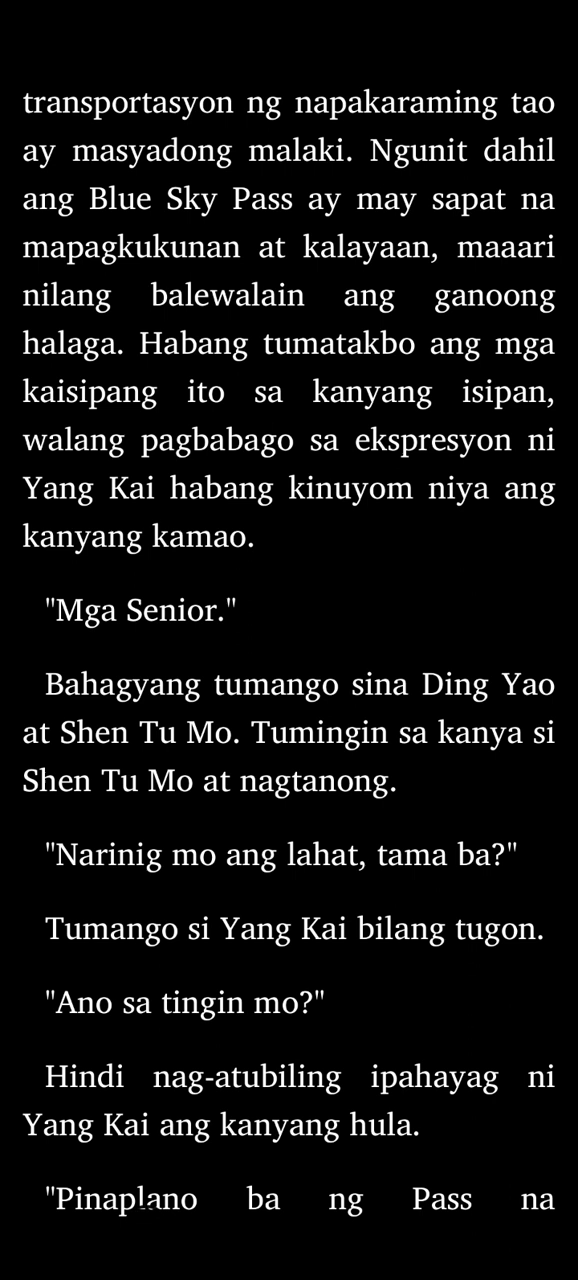 transportasyon ng napakaraming tao
ay masyadong malaki. Ngunit dahil
ang Blue Sky Pass ay may sapat na
mapagkukunan at kalayaan, maaari
nilang balewalain ang ganoong
halaga. Habang tumatakbo ang mga
kaisipang ito sa kanyang isipan,
walang pagbabago sa ekspresyon ni
Yang Kai habang kinuyom niya ang
kanyang kamao.
"Mga Senior."
Bahagyang tumango sina Ding Yao
at Shen Tu Mo. Tumingin sa kanya si
Shen Tu Mo at nagtanong.
"Narinig mo ang lahat, tama ba?"
Tumango si Yang Kai bilang tugon.
"Ano sa tingin mo?"
Hindi nag-atubiling ipahayag ni
Yang Kai ang kanyang hula.
"Pinaplano ba ng Pass na